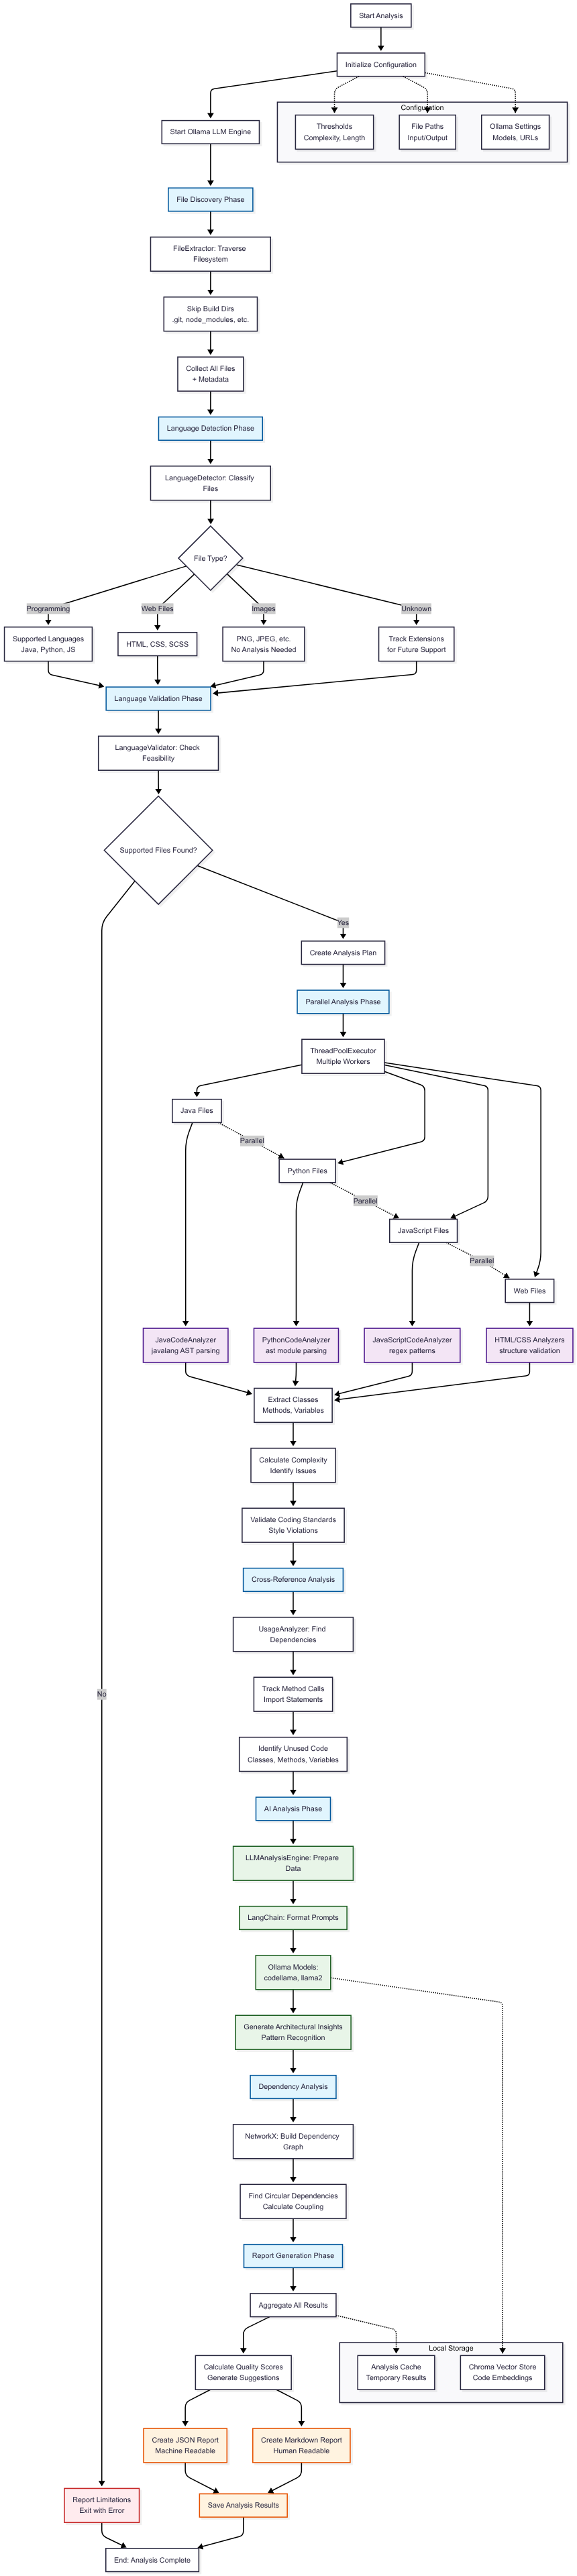 Start Analysis
Initialize Configuration
Configuration
Start Ollama LLM Engine
Thresholds
Complexity, Length
File Paths
Input/Output
Ollama Settings
Models, URLs
File Discovery Phase
FileExtractor: Traverse
Filesystem
Skip Build Dirs
.git, node_modules, etc.
Collect All Files
+ Metadata
Language Detection Phase
LanguageDetector: Classify
Files
File Type?
Programming
Web Files
Images
Unknown
Supported Languages
Java, Python, JS
HTML, CSS, SCSS
PNG, JPEG, etc.
No Analysis Needed
Track Extensions
for Future Support
Language Validation Phase
LanguageValidator: Check
Feasibility
Supported Files Found?
Yes
Create Analysis Plan
Parallel Analysis Phase
ThreadPoolExecutor
Multiple Workers
Java Files
Parallel
Python Files
Parallel
JavaScript Files
Parallel
Web Files
JavaCodeAnalyzer
javalang AST parsing
PythonCodeAnalyzer
ast module parsing
JavaScriptCodeAnalyzer
regex patterns
HTML/CSS Analyzers
structure validation
Extract Classes
Methods, Variables
Calculate Complexity
Identify Issues
Validate Coding Standards
Style Violations
Cross-Reference Analysis
UsageAnalyzer: Find
Dependencies
Track Method Calls
Import Statements
No
Identify Unused Code
Classes, Methods, Variables
AI Analysis Phase
LLMAnalysisEngine: Prepare
Data
LangChain: Format Prompts
Ollama Models:
codellama, llama2
Generate Architectural Insights
Pattern Recognition
Dependency Analysis
NetworkX: Build Dependency
Graph
Find Circular Dependencies
Calculate Coupling
Report Generation Phase
Aggregate All Results
Local Storage
Calculate Quality Scores
Generate Suggestions
Analysis Cache
Temporary Results
Chroma Vector Store
Code Embeddings
Create JSON Report
Machine Readable
Create Markdown Report
Human Readable
Report Limitations
Exit with Error
Save Analysis Results
End: Analysis Complete